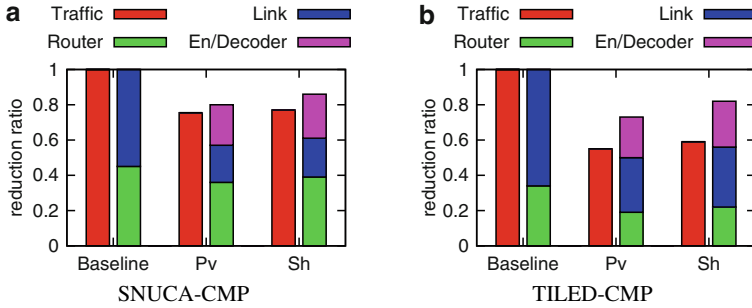 a
Traffic
Link
Router
En/Decoder
reduction ratio
1
0.8
0.6
0.4
0.2
0
Baseline
Pv
Sh
SNUCA-CMP
b
Traffic
Link
Router
En/Decoder
reduction ratio
1
0.8
0.6
0.4
0.2
0
Baseline
Pv
Sh
TILED-CMP